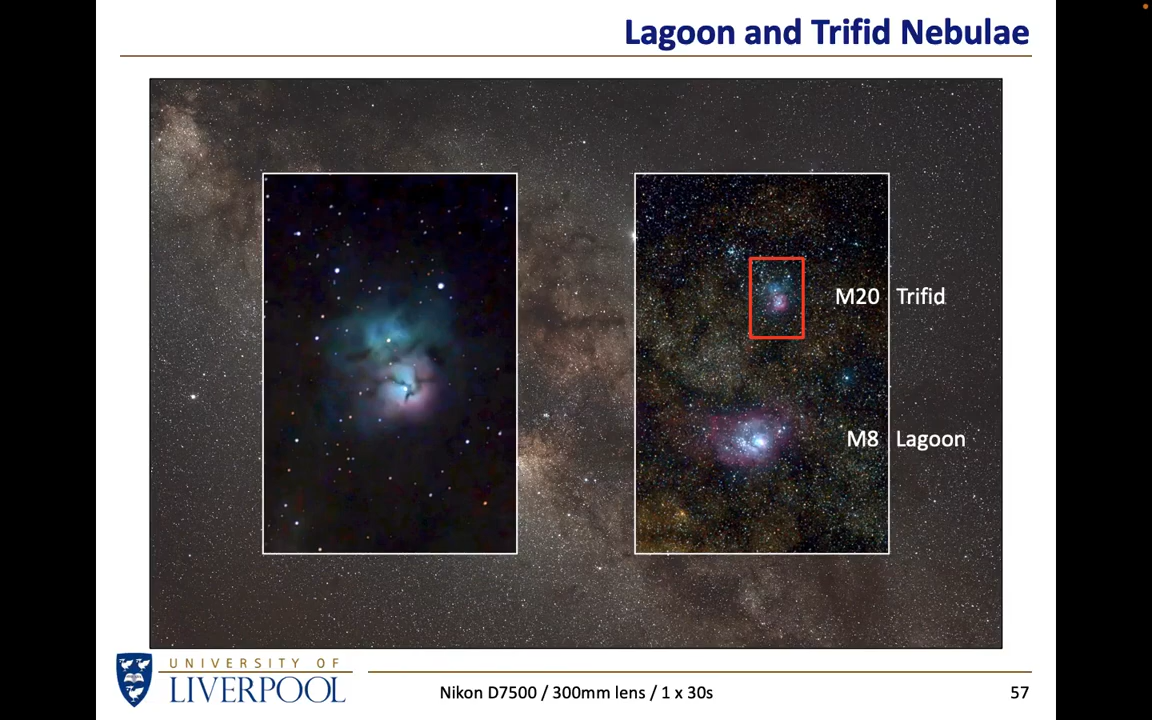 Lagoon and Trifid Nebulae
M20 Trifid
M8 Lagoon
UNIVERSITY OF
LIVERPOOL
Nikon D7500 / 300mm lens / 1 x 30s
57